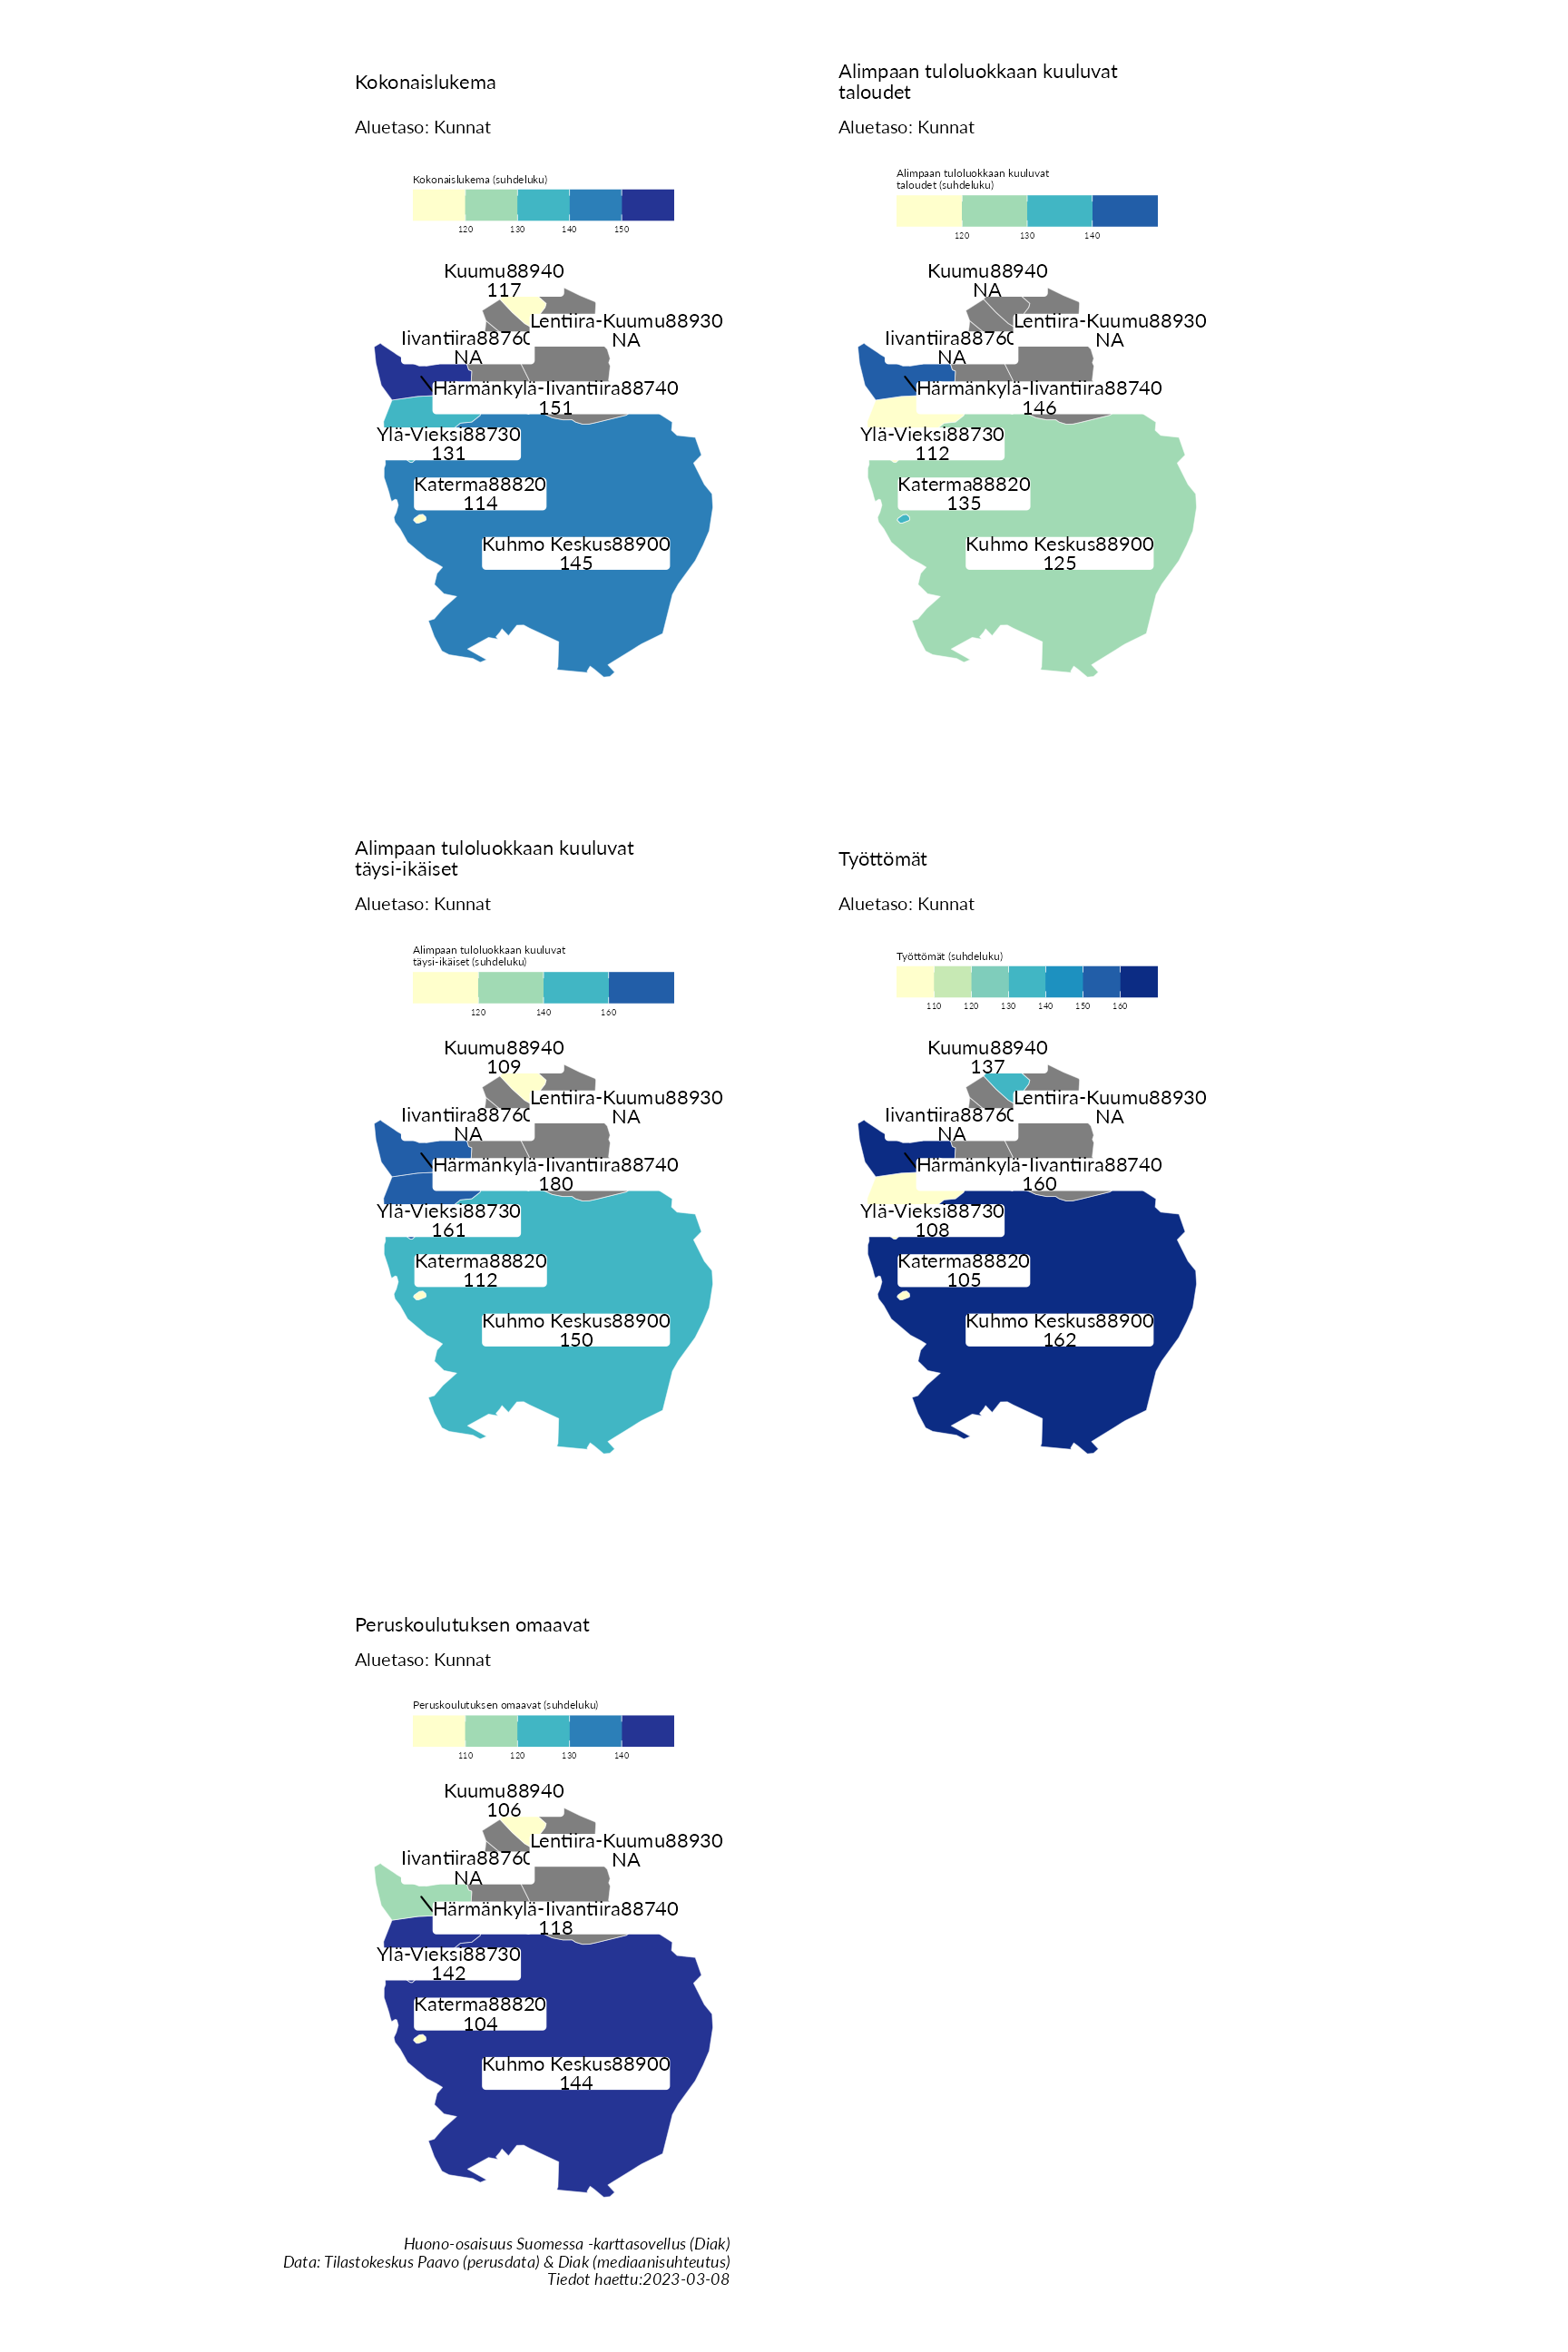 Kokonaislukema
Aluetaso: Kunnat
Kokonaislukema (suhdeluku)
120 130 140 150
Kuumu88940
117
Lentiira-Kuumu88930
NA
Iivantiira88760
NA
Härmänkylä-Iivantiira88740
151
Ylä-Vieksi88730
131
Katerma88820
114
Kuhmo Keskus88900
145
Alimpaan tuloluokkaan kuuluvat
taloudet
Aluetaso: Kunnat
Alimpaan tuloluokkaan kuuluvat
taloudet (suhdeluku)
120 130 140
Kuumu88940
NA
Lentiira-Kuumu88930
NA
Iivantiira88760
NA
Härmänkylä-Iivantiira88740
146
Ylä-Vieksi88730
112
Katerma88820
135
Kuhmo Keskus88900
125
Alimpaan tuloluokkaan kuuluvat
täysi-ikäiset
Aluetaso: Kunnat
Alimpaan tuloluokkaan kuuluvat
täysi-ikäiset (suhdeluku)
120 140 160
Kuumu88940
109
Lentiira-Kuumu88930
NA
Iivantiira88760
NA
Härmänkylä-Iivantiira88740
180
Ylä-Vieksi88730
161
Katerma88820
112
Kuhmo Keskus88900
150
Työttömät
Aluetaso: Kunnat
Työttömät (suhdeluku)
110 120 130 140 150 160
Kuumu88940
137
Lentiira-Kuumu88930
NA
Iivantiira88760
NA
Härmänkylä-Iivantiira88740
160
Ylä-Vieksi88730
108
Katerma88820
105
Kuhmo Keskus88900
162
Peruskoulutuksen omaavat
Aluetaso: Kunnat
Peruskoulutuksen omaavat (suhdeluku)
110 120 130 140
Kuumu88940
106
Lentiira-Kuumu88930
NA
Iivantiira88760
NA
Härmänkylä-Iivantiira88740
118
Ylä-Vieksi88730
142
Katerma88820
104
Kuhmo Keskus88900
144
Huono-osaisuus Suomessa -karttasovellus (Diak)
Data: Tilastokeskus Paavo (perusdata) & Diak (mediaanisuhteutus)
Tiedot haettu:2023-03-08